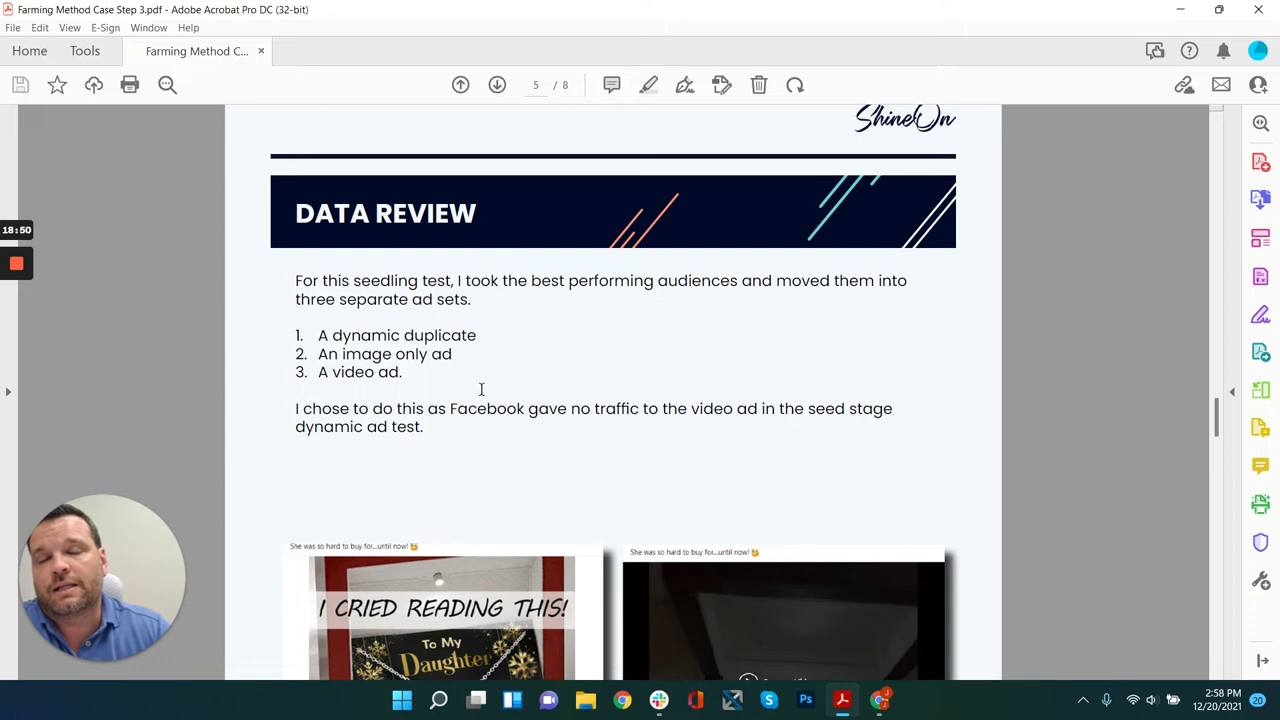 Farming Method Case Step 3.pdf - Adobe Acrobat Pro DC (32-bit)
File Edit View E-Sign Window Help
Home Tools Farming Method C... ×
5 / 8
ShineOn
DATA REVIEW
18:50
For this seedling test, I took the best performing audiences and moved them into
three separate ad sets.
1. A dynamic duplicate
2. An image only ad
3. A video ad.
I chose to do this as Facebook gave no traffic to the video ad in the seed stage
dynamic ad test.
She was so hard to buy for...until now!
She was so hard to buy for...until now!
I CRIED READING THIS!
To My
Daughter
2:58 PM
12/20/2021
20